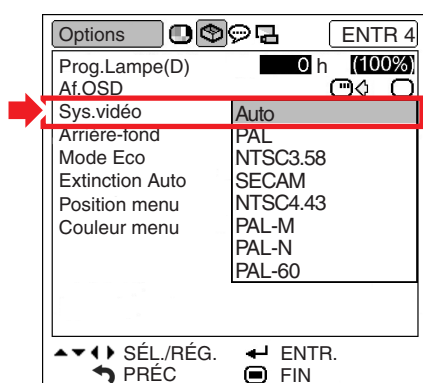 Options ENTR 4
Prog.Lampe(D) 0 h (100%)
Af.OSD
Sys.vidéo Auto
Arrière-fond PAL
Mode Eco NTSC3.58
Extinction Auto SECAM
Position menu NTSC4.43
Couleur menu PAL-M
PAL-N
PAL-60
SÉL./RÉG. ENTR.
PRÉC FIN